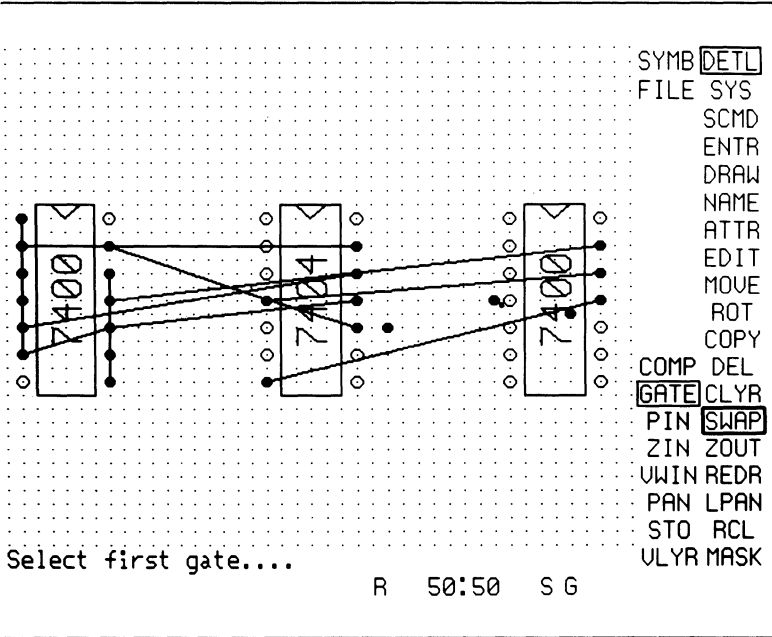 SYMB DETL
FILE SYS
SCMD
ENTR
DRAW
NAME
ATTR
EDIT
MOVE
ROT
COPY
COMP DEL
GATE CLYR
PIN SWAP
ZIN ZOUT
VWIN REDR
PAN LPAN
STO RCL
VLYR MASK
7400
7404
7400
Select first gate....
R 50:50 S G